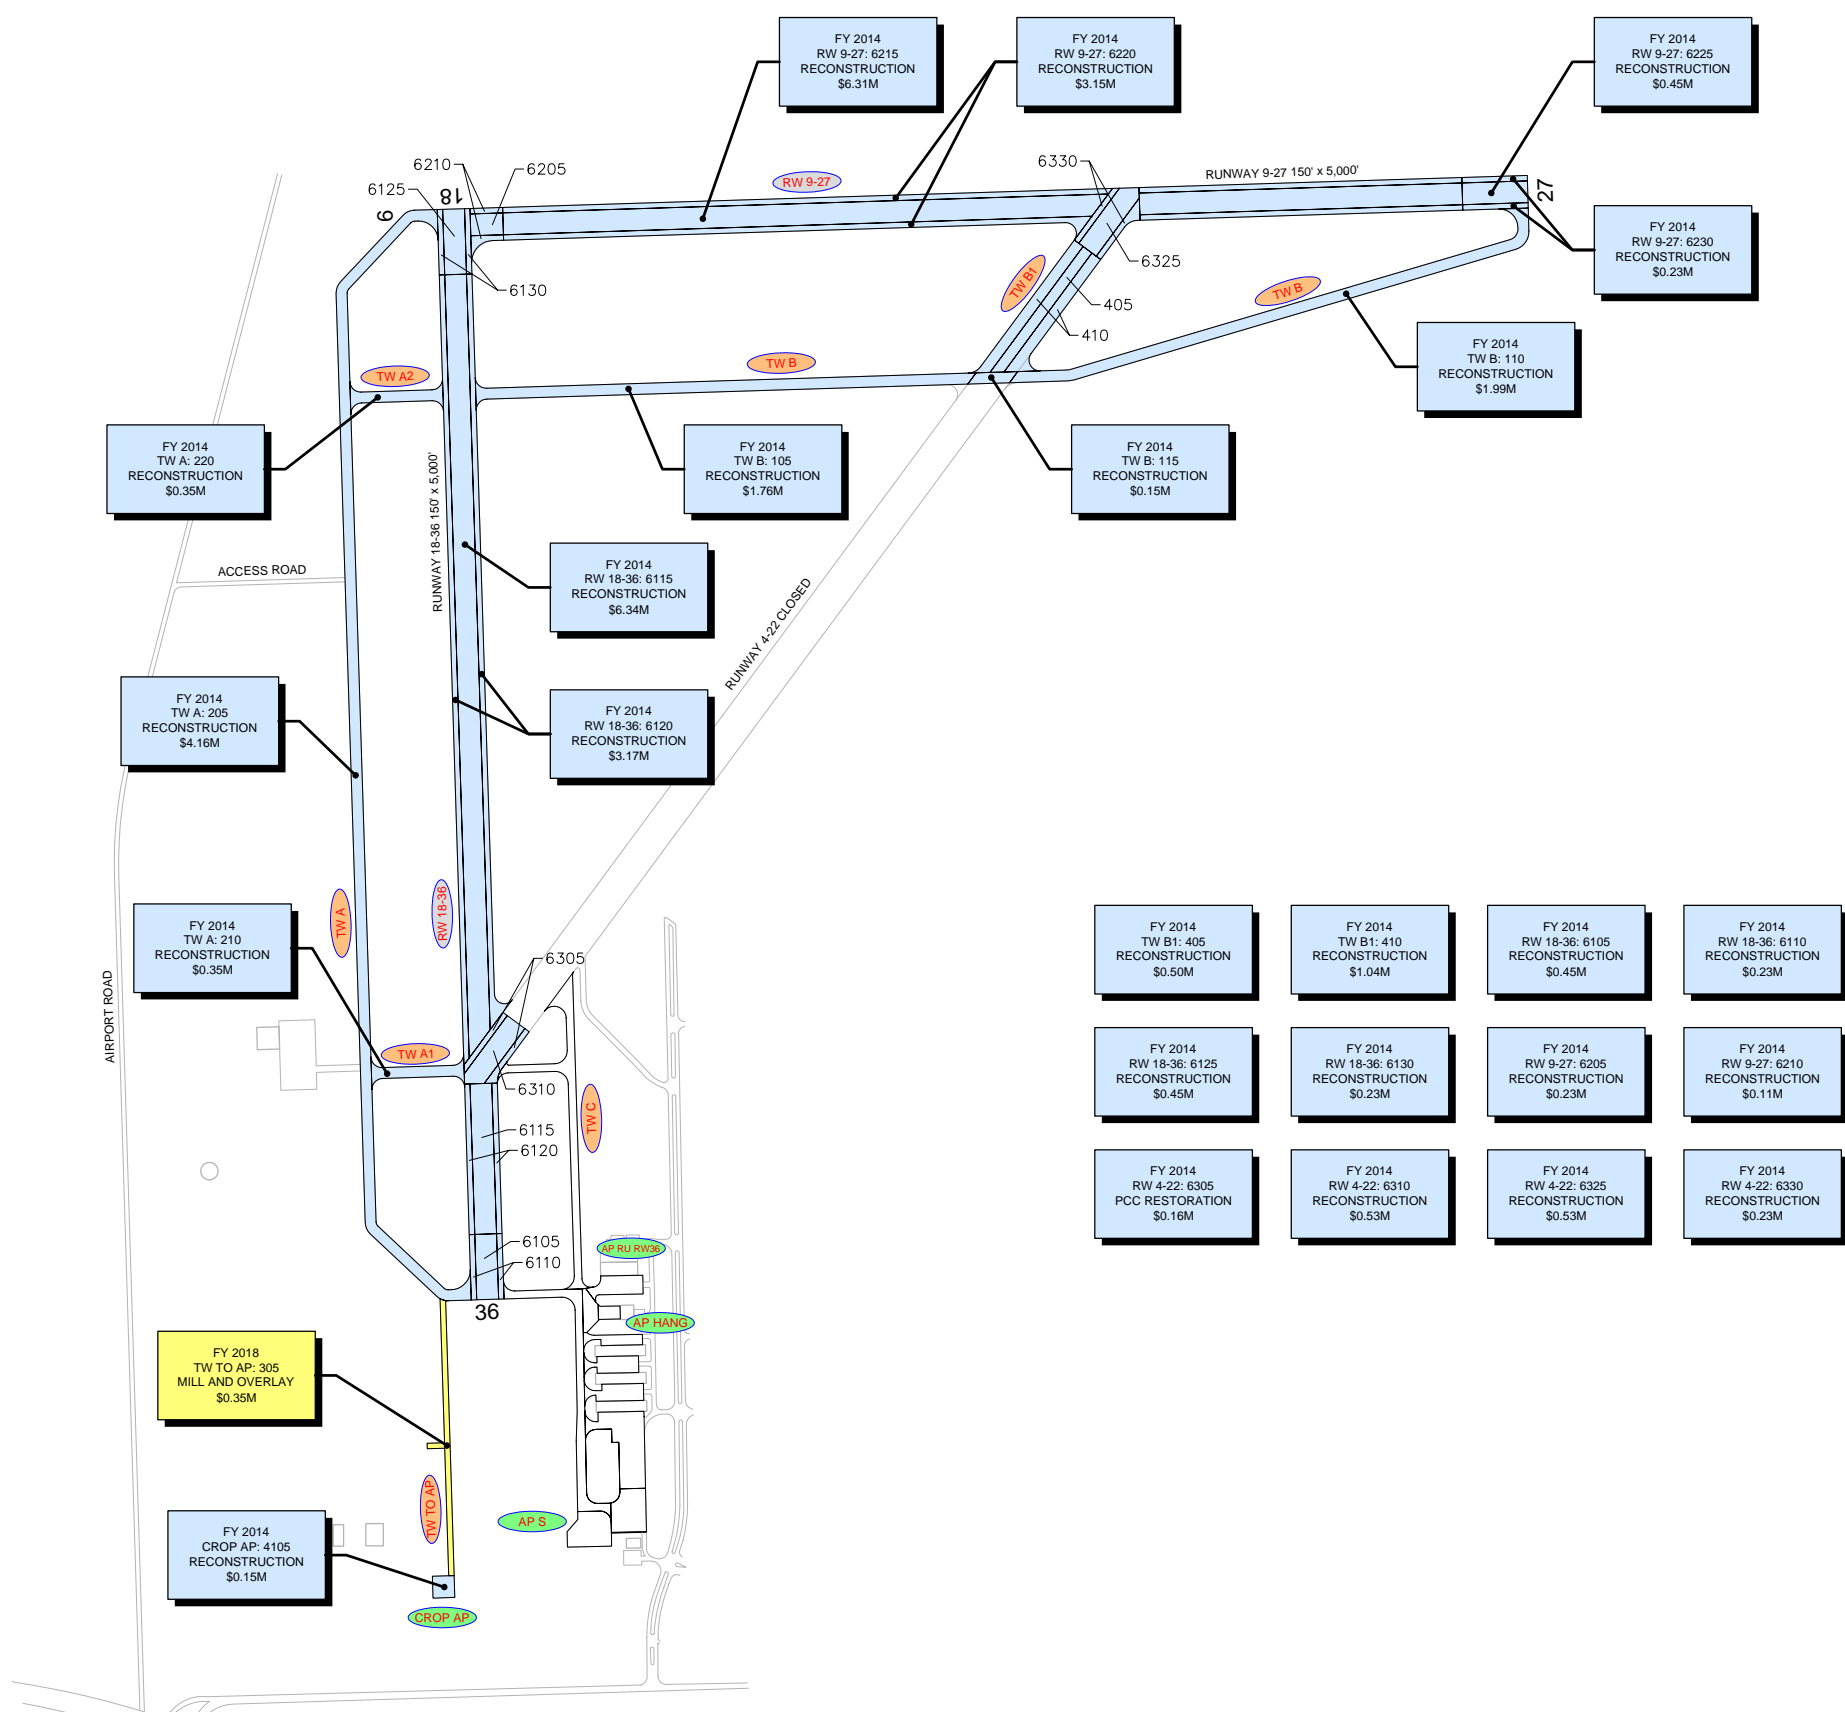 FY 2014
RW 9-27: 6215
RECONSTRUCTION
$6.31M
FY 2014
RW 9-27: 6220
RECONSTRUCTION
$3.15M
FY 2014
RW 9-27: 6225
RECONSTRUCTION
$0.45M
6210
6205
6125
18
9
RW 9-27
6330
RUNWAY 9-27 150' x 5,000'
27
FY 2014
RW 9-27: 6230
RECONSTRUCTION
$0.23M
6130
6325
TW B1
405
410
TW B
FY 2014
TW B: 110
RECONSTRUCTION
$1.99M
TW A2
TW B
FY 2014
TW A: 220
RECONSTRUCTION
$0.35M
RUNWAY 18-36 150' x 5,000'
FY 2014
TW B: 105
RECONSTRUCTION
$1.76M
FY 2014
TW B: 115
RECONSTRUCTION
$0.15M
ACCESS ROAD
FY 2014
RW 18-36: 6115
RECONSTRUCTION
$6.34M
RUNWAY 4-22 CLOSED
FY 2014
TW A: 205
RECONSTRUCTION
$4.16M
FY 2014
RW 18-36: 6120
RECONSTRUCTION
$3.17M
TW A
RW 18-36
FY 2014
TW A: 210
RECONSTRUCTION
$0.35M
AIRPORT ROAD
6305
TW A1
6310
TW C
6115
6120
6105
6110
36
AP RU RW36
AP HANG
FY 2014
TW B1: 405
RECONSTRUCTION
$0.50M
FY 2014
TW B1: 410
RECONSTRUCTION
$1.04M
FY 2014
RW 18-36: 6105
RECONSTRUCTION
$0.45M
FY 2014
RW 18-36: 6110
RECONSTRUCTION
$0.23M
FY 2014
RW 18-36: 6125
RECONSTRUCTION
$0.45M
FY 2014
RW 18-36: 6130
RECONSTRUCTION
$0.23M
FY 2014
RW 9-27: 6205
RECONSTRUCTION
$0.23M
FY 2014
RW 9-27: 6210
RECONSTRUCTION
$0.11M
FY 2014
RW 4-22: 6305
PCC RESTORATION
$0.16M
FY 2014
RW 4-22: 6310
RECONSTRUCTION
$0.53M
FY 2014
RW 4-22: 6325
RECONSTRUCTION
$0.53M
FY 2014
RW 4-22: 6330
RECONSTRUCTION
$0.23M
FY 2018
TW TO AP: 305
MILL AND OVERLAY
$0.35M
TW TO AP
AP S
FY 2014
CROP AP: 4105
RECONSTRUCTION
$0.15M
CROP AP